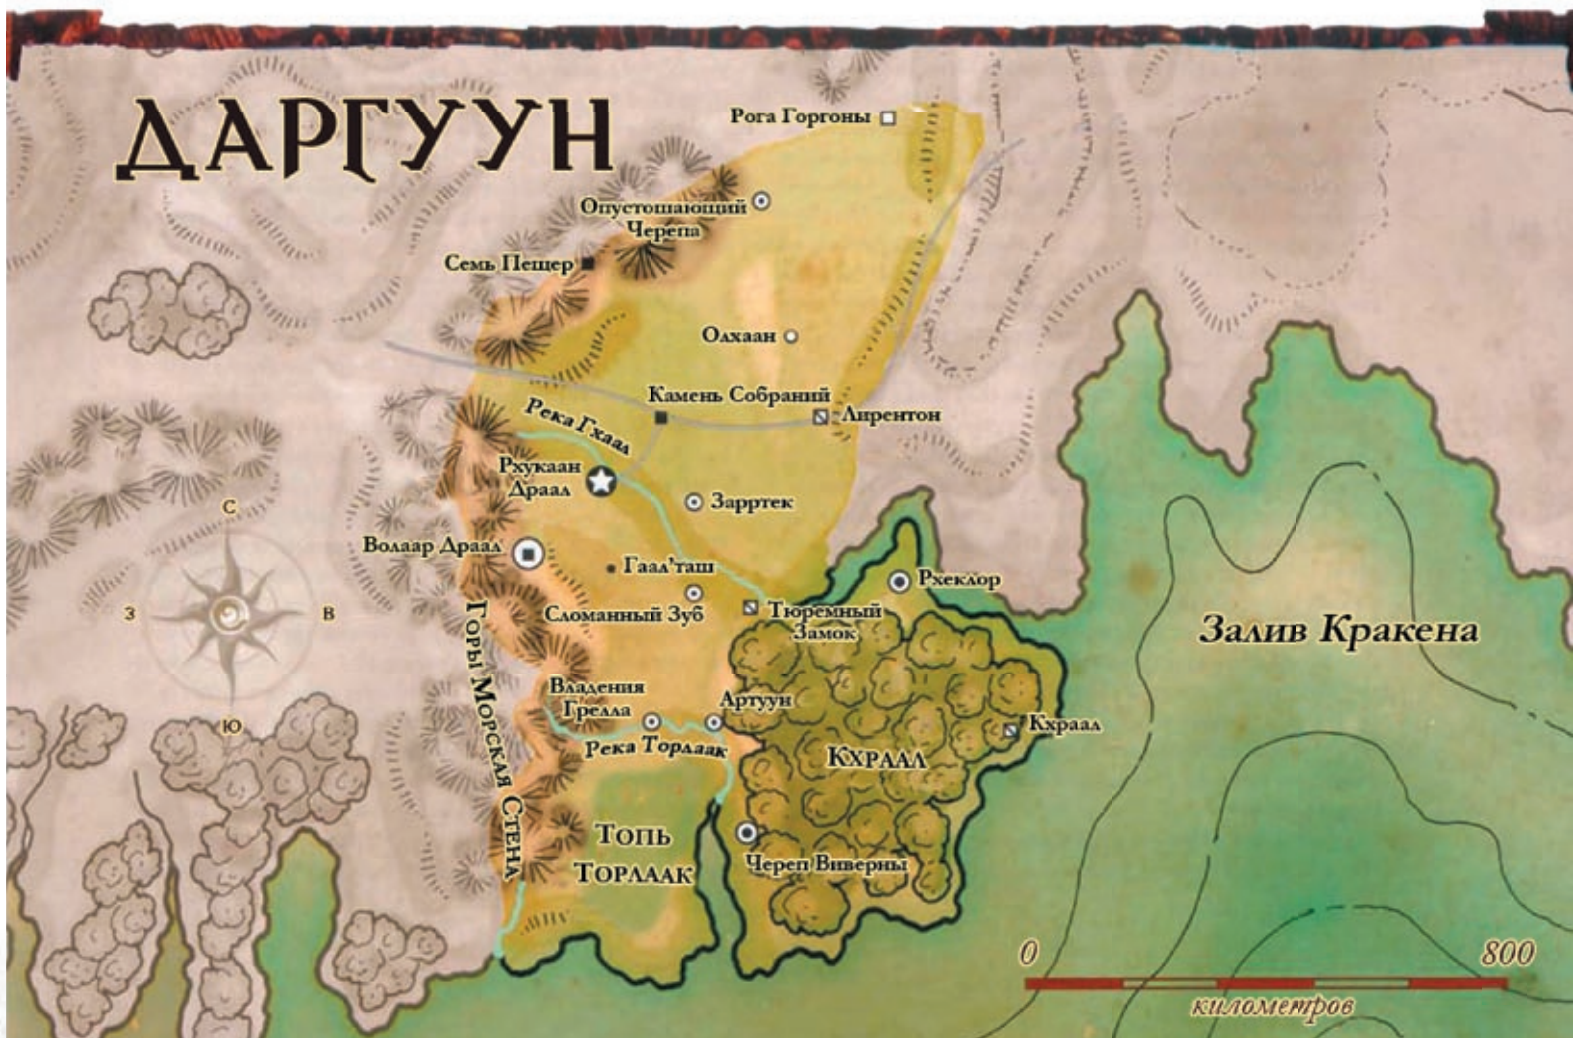 ДАРГУУН
Рога Горгоны
Опустошающий
Черепа
Семь Пещер
Олхаан
Камень Собраний
Лирентон
Река Гхаал
Рхукаан
Драал
Зарртек
С
З
В
Ю
Волаар Драал
Гаал'таш
Сломанный Зуб
Тюремный
Замок
Рхеклор
Залив Кракена
Горы Морская Стена
Владения
Грелла
Артуун
Река Торлаак
Кхраал
КХРААЛ
Топь
Торлаак
Череп Виверны
0
800
километров